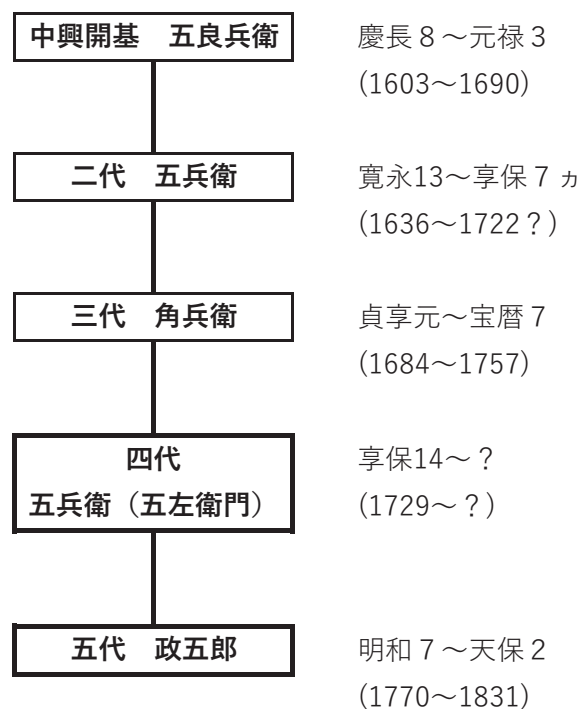 中興開基　五良兵衛
慶長８～元禄３
(1603～1690)
二代　五兵衛
寛永13～享保７ヵ
(1636～1722？)
三代　角兵衛
貞享元～宝暦７
(1684～1757)
四代
五兵衛（五左衛門）
享保14～？
(1729～？)
五代　政五郎
明和７～天保２
(1770～1831)